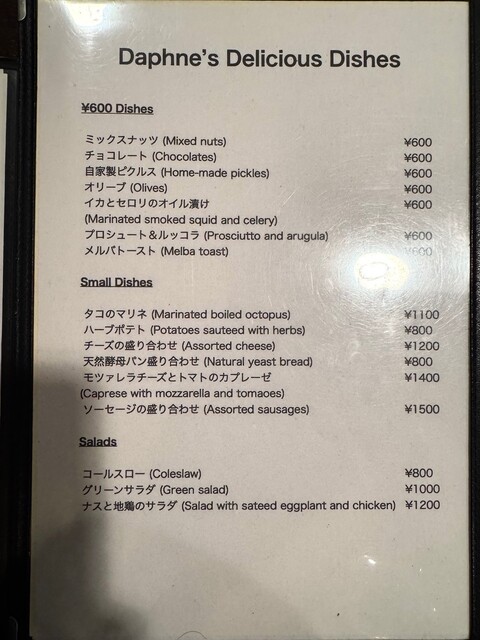 Daphne's Delicious Dishes
¥600 Dishes
ミックスナッツ (Mixed nuts) ¥600
チョコレート (Chocolates) ¥600
自家製ピクルス (Home-made pickles) ¥600
オリーブ (Olives) ¥600
イカとセロリのオイル漬け ¥600
(Marinated smoked squid and celery)
プロシュート＆ルッコラ (Prosciutto and arugula) ¥600
メルバトースト (Melba toast) ¥600
Small Dishes
タコのマリネ (Marinated boiled octopus) ¥1100
ハーブポテト (Potatoes sauteed with herbs) ¥800
チーズの盛り合わせ (Assorted cheese) ¥1200
天然酵母パン盛り合わせ (Natural yeast bread) ¥800
モツァレラチーズとトマトのカプレーゼ ¥1400
(Caprese with mozzarella and tomaoes)
ソーセージの盛り合わせ (Assorted sausages) ¥1500
Salads
コールスロー (Coleslaw) ¥800
グリーンサラダ (Green salad) ¥1000
ナスと地鶏のサラダ (Salad with sateed eggplant and chicken) ¥1200